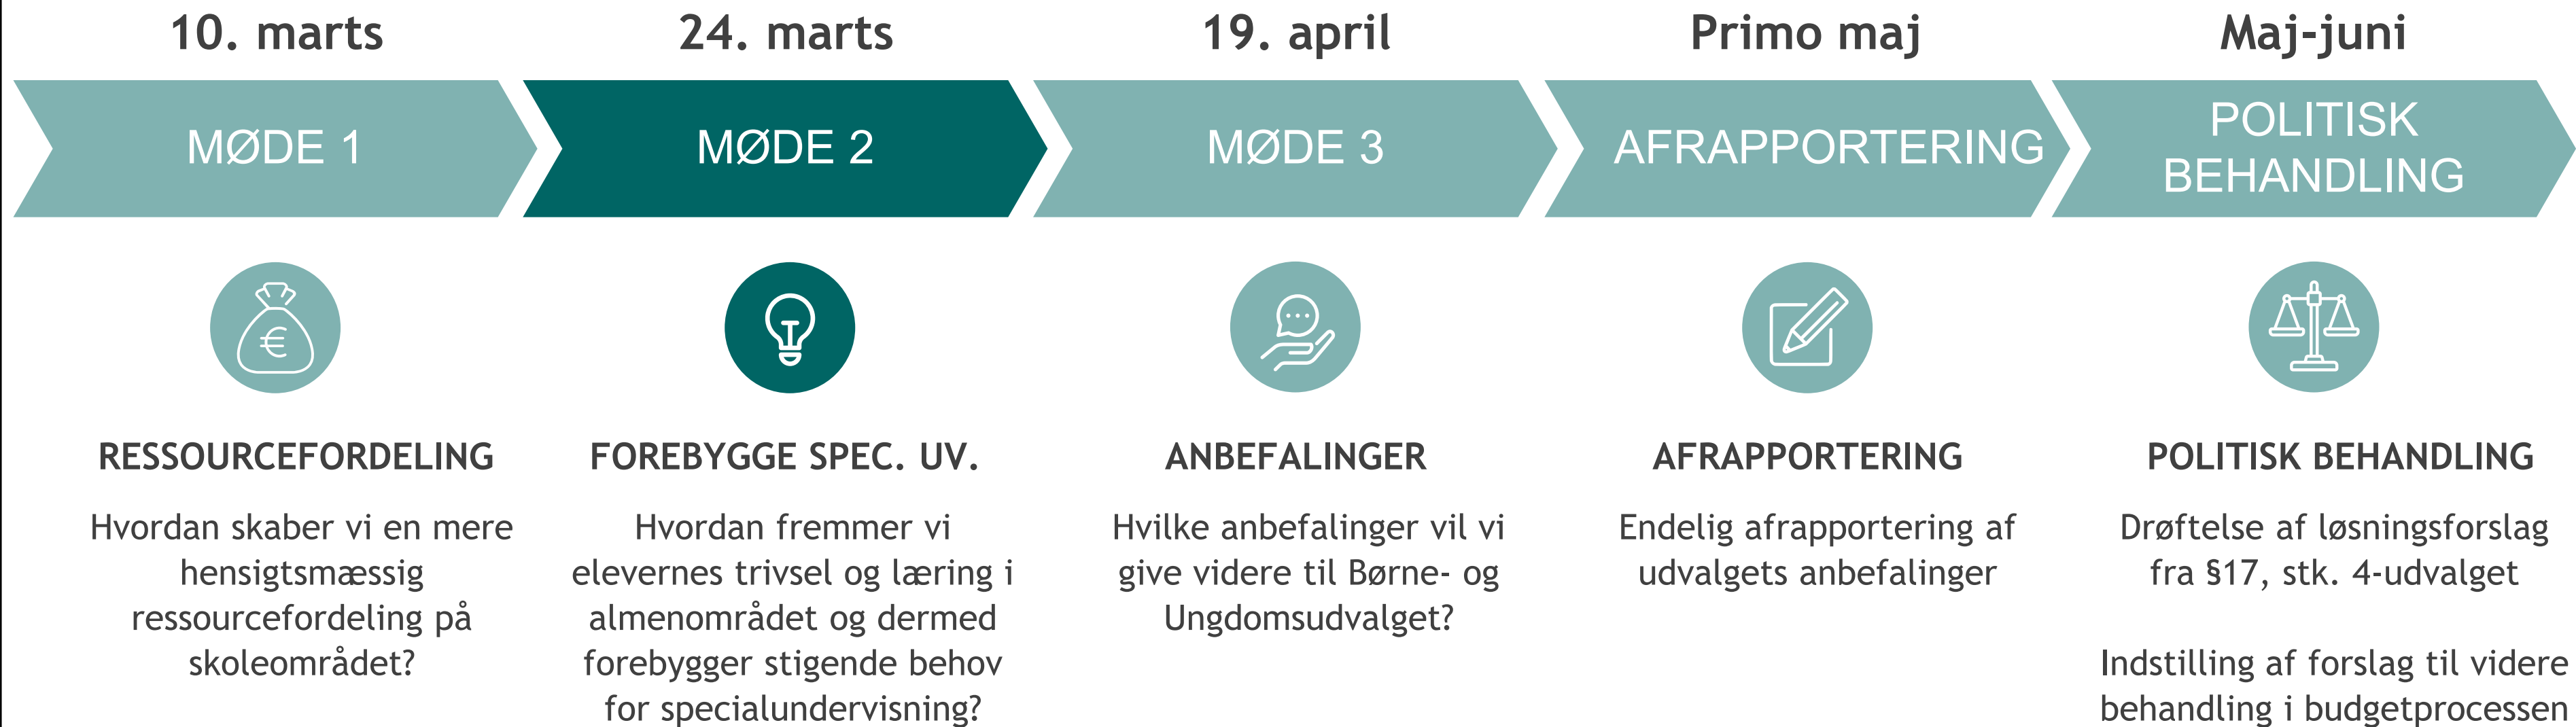 10. marts
24. marts
19. april
Primo maj
Maj-juni
MØDE 1
MØDE 2
MØDE 3
AFRAPPORTERING
POLITISK
BEHANDLING
€
RESSOURCEFORDELING
Hvordan skaber vi en mere
hensigtsmæssig
ressourcefordeling på
skoleområdet?
FOREBYGGE SPEC. UV.
Hvordan fremmer vi
elevernes trivsel og læring i
almenområdet og dermed
forebygger stigende behov
for specialundervisning?
ANBEFALINGER
Hvilke anbefalinger vil vi
give videre til Børne- og
Ungdomsudvalget?
AFRAPPORTERING
Endelig afrapportering af
udvalgets anbefalinger
POLITISK BEHANDLING
Drøftelse af løsningsforslag
fra §17, stk. 4-udvalget
Indstilling af forslag til videre
behandling i budgetprocessen